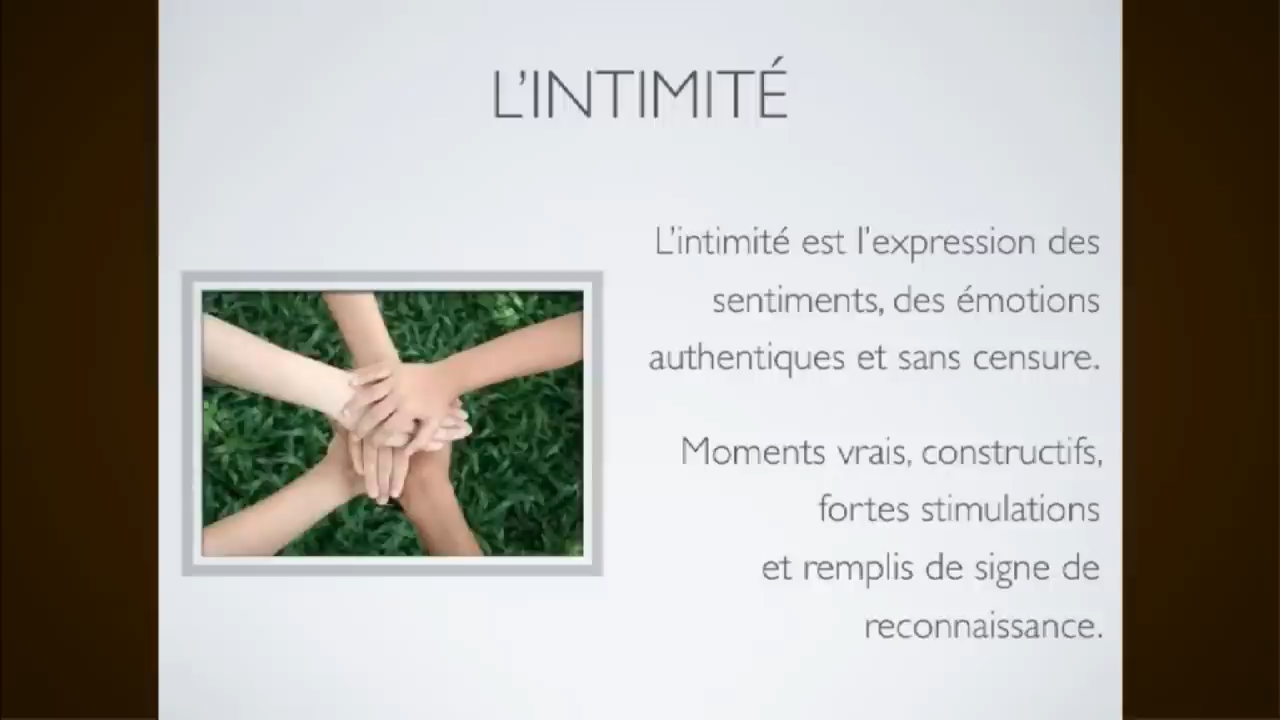 L'INTIMITÉ
L'intimité est l'expression des
sentiments, des émotions
authentiques et sans censure.
Moments vrais, constructifs,
fortes stimulations
et remplis de signe de
reconnaissance.